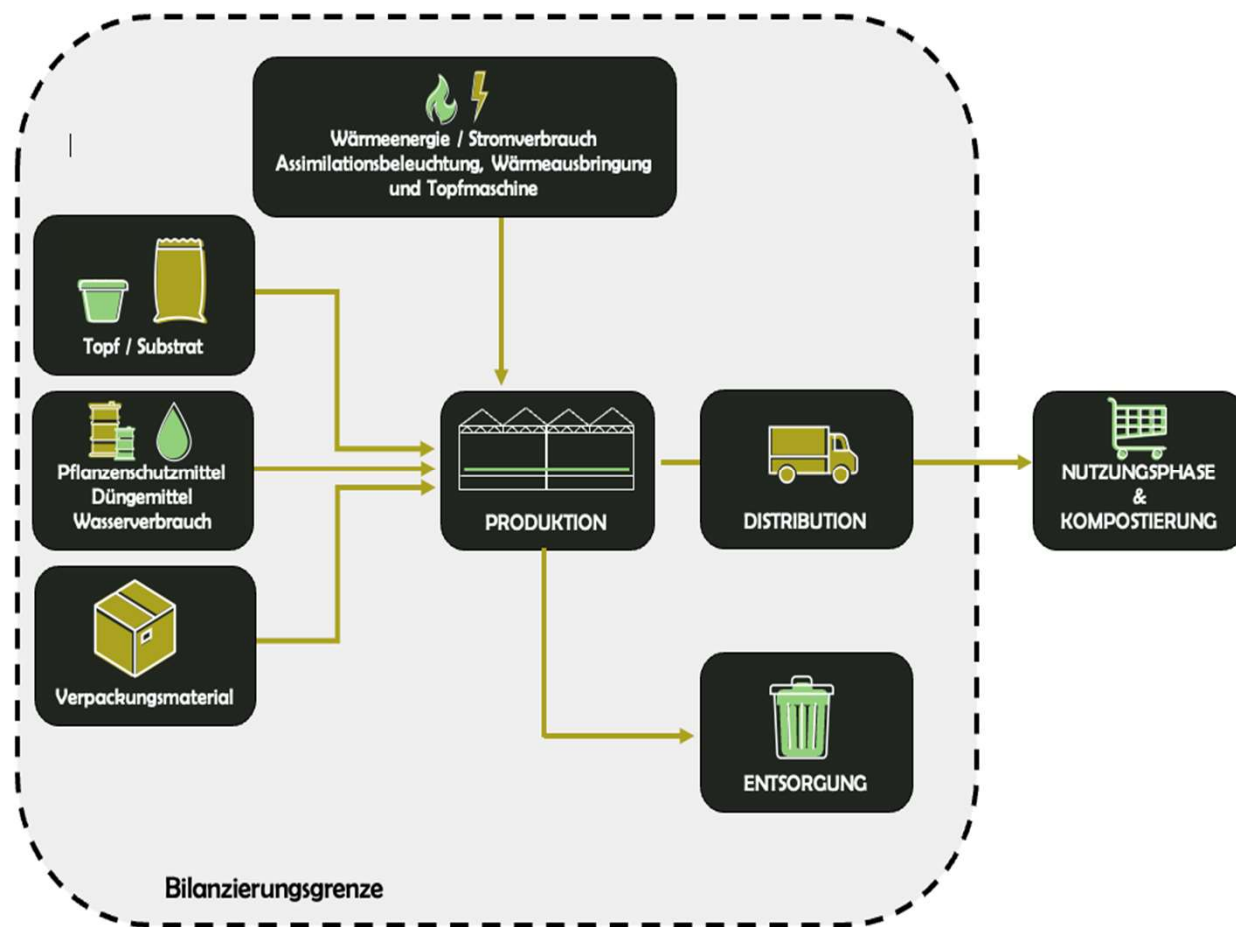 Wärmeenergie / Stromverbrauch
Assimilationsbeleuchtung, Wärmeausbringung
und Topfmaschine
Topf / Substrat
Pflanzenschutzmittel
Düngemittel
Wasserverbrauch
Verpackungsmaterial
PRODUKTION
DISTRIBUTION
NUTZUNGSPHASE
&
KOMPOSTIERUNG
ENTSORGUNG
Bilanzierungsgrenze